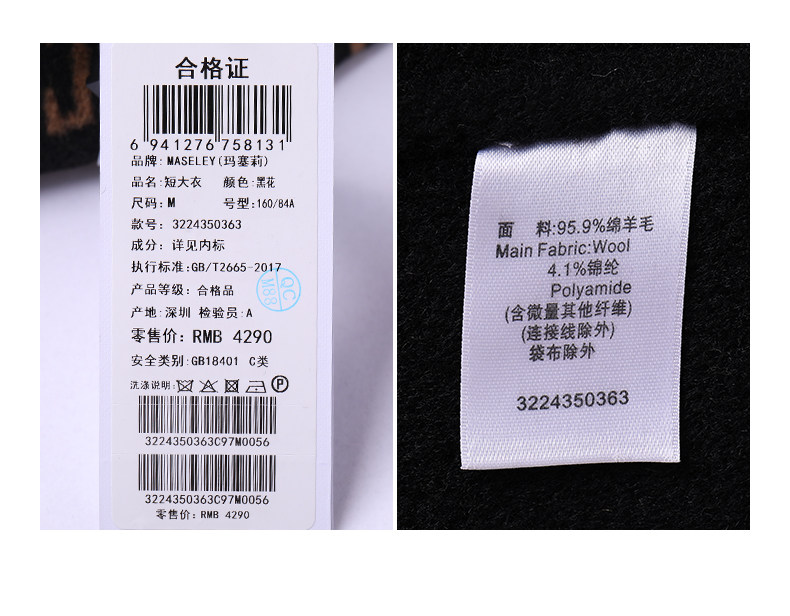 合格证
6 941276 758131
品牌: MASELEY(玛塞莉)
品名: 短大衣 颜色: 黑花
尺码: M 号型: 160/84A
款号: 3224350363
成分: 详见内标
执行标准:GB/T2665-2017
产品等级: 合格品
产地: 深圳 检验员: A
零售价: RMB 4290
安全类别:GB18401 C类
洗涤说明: P
3224350363C97M0056
3224350363C97M0056
零售价: RMB 4290
QC
M88
面 料:95.9%绵羊毛
Main Fabric:Wool
4.1%锦纶
Polyamide
(含微量其他纤维)
(连接线除外)
袋布除外
3224350363